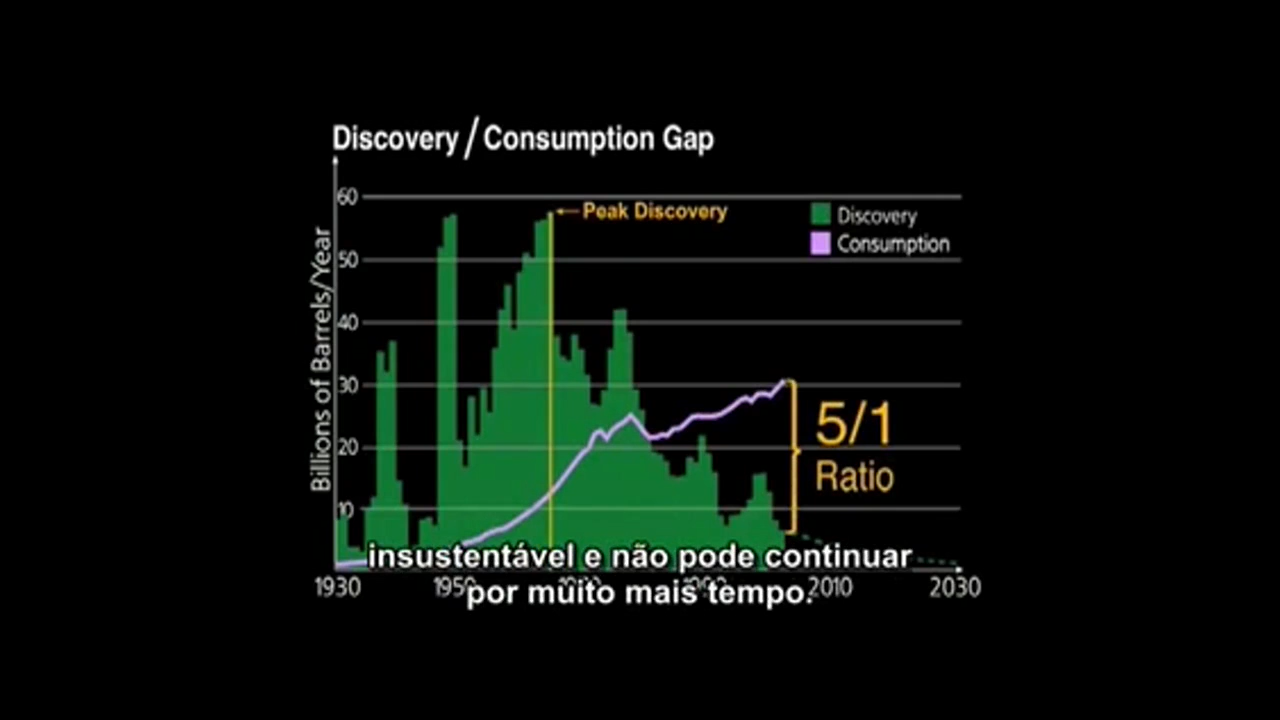 Discovery/Consumption Gap
60
Peak Discovery
Discovery
Consumption
50
40
30
20
10
Billions of Barrels/Year
5/1
Ratio
insustentável e não pode continuar
por muito mais tempo.
1930
1950
2010
2030